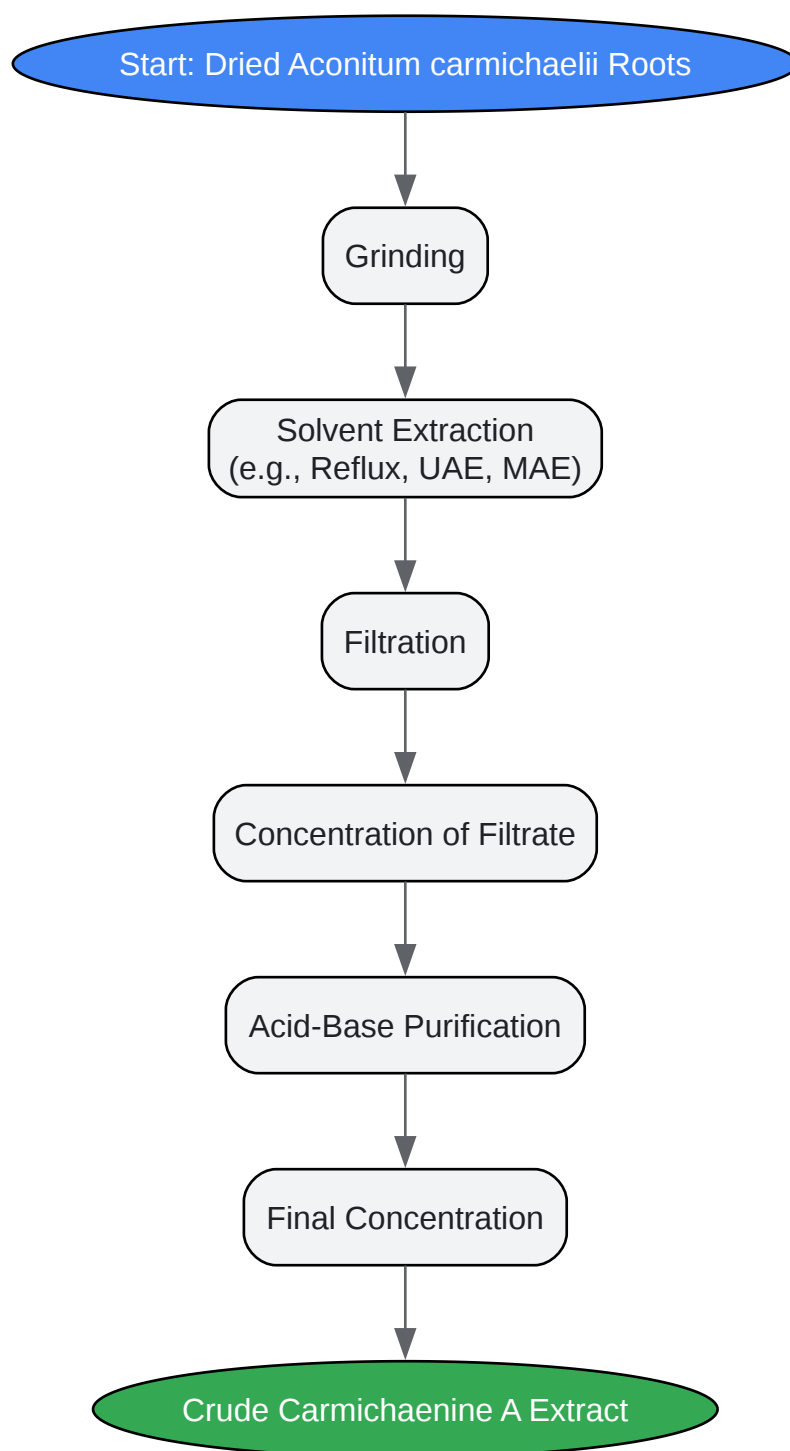 Start: Dried Aconitum carmichaelii Roots
Grinding
Solvent Extraction
(e.g., Reflux, UAE, MAE)
Filtration
Concentration of Filtrate
Acid-Base Purification
Final Concentration
Crude Carmichaenine A Extract